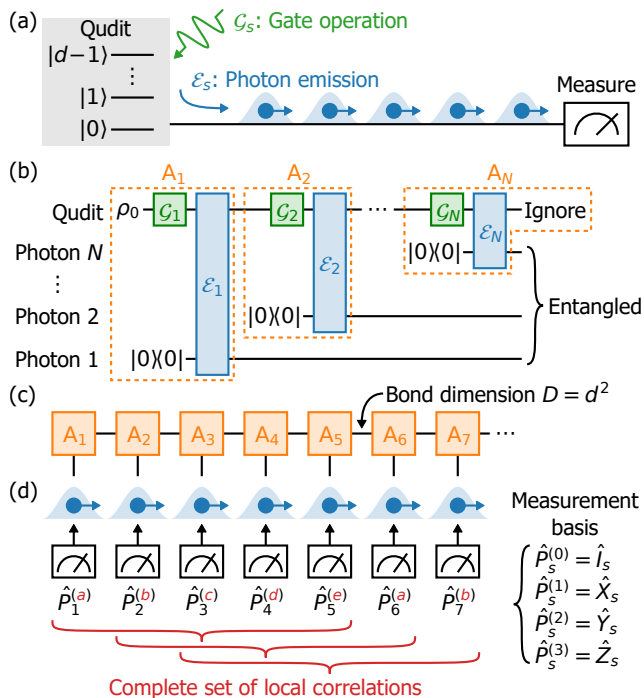 (a) Qudit
𝒢ₛ: Gate operation
|d−1⟩
⋮
|1⟩
|0⟩
ℰₛ: Photon emission
Measure
(b)
A₁ A₂ A_N
Qudit ρ₀ 𝒢₁ 𝒢₂ ⋯ 𝒢_N Ignore
Photon N |0⟩⟨0| ℰ_N
⋮ ℰ₁ ℰ₂ Entangled
Photon 2 |0⟩⟨0|
Photon 1 |0⟩⟨0|
(c) Bond dimension D = d²
A₁ A₂ A₃ A₄ A₅ A₆ A₇ ⋯
(d)
Measurement
basis
P̂ₛ⁽⁰⁾ = Îₛ
P̂ₛ⁽¹⁾ = X̂ₛ
P̂ₛ⁽²⁾ = Ŷₛ
P̂ₛ⁽³⁾ = Ẑₛ
P̂₁⁽ᵃ⁾ P̂₂⁽ᵇ⁾ P̂₃⁽ᶜ⁾ P̂₄⁽ᵈ⁾ P̂₅⁽ᵉ⁾ P̂₆⁽ᵃ⁾ P̂₇⁽ᵇ⁾
Complete set of local correlations